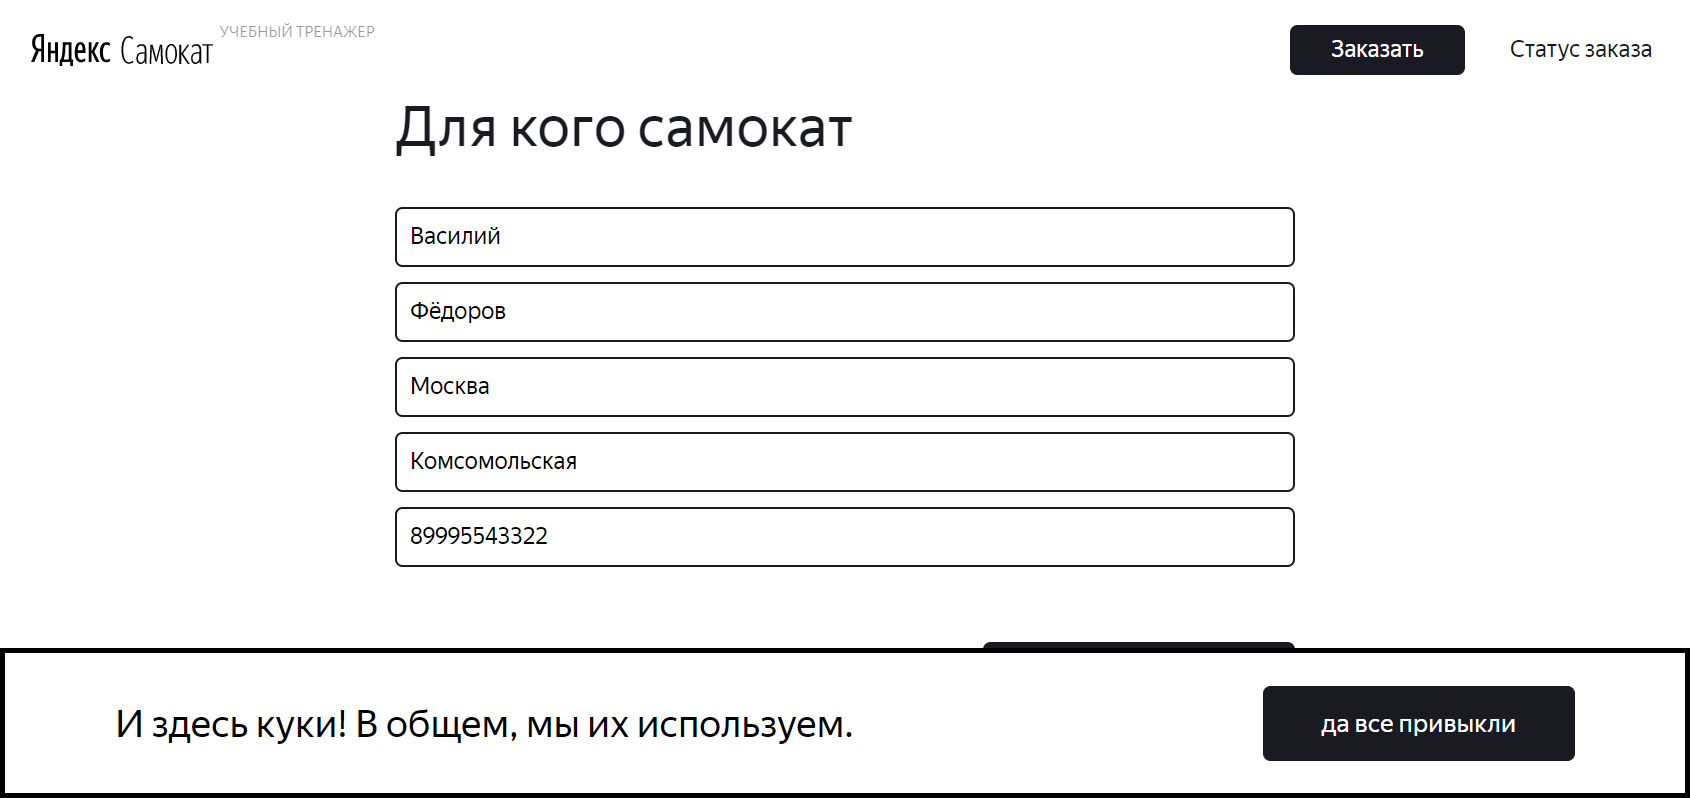 Яндекс Самокат
УЧЕБНЫЙ ТРЕНАЖЕР
Заказать
Статус заказа
Для кого самокат
Василий
Фёдоров
Москва
Комсомольская
89995543322
И здесь куки! В общем, мы их используем.
да все привыкли